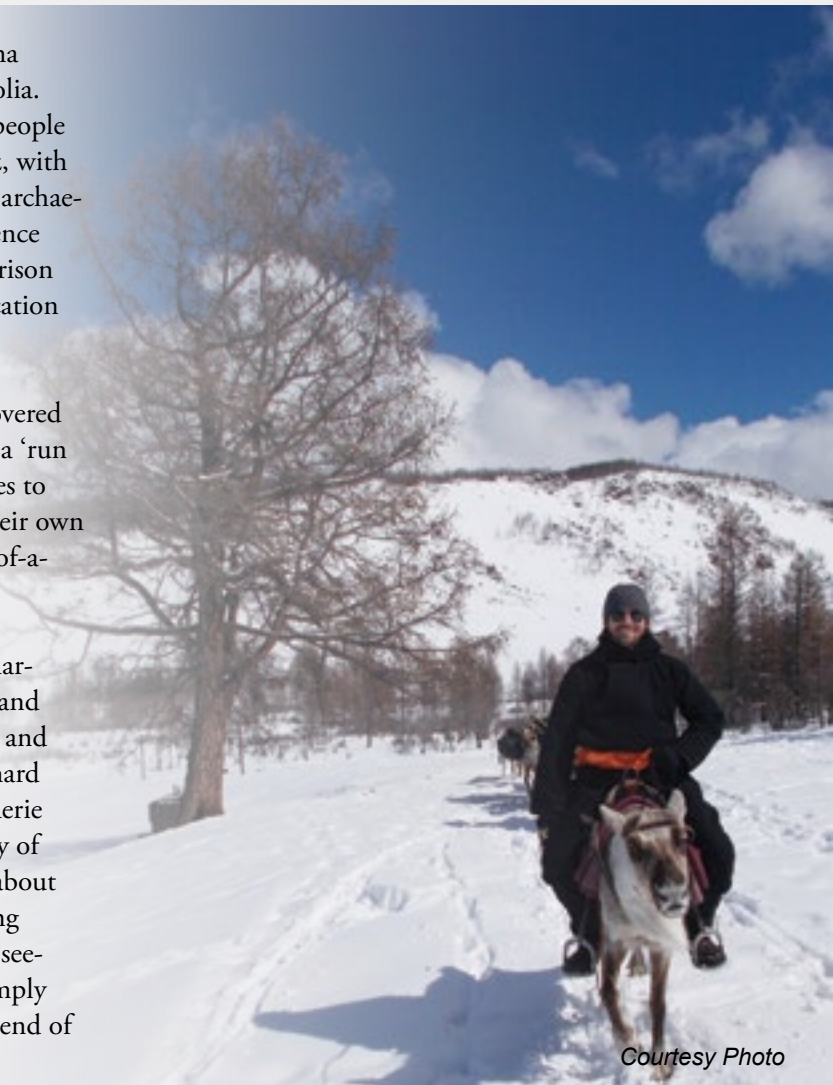 na
olia.
people
, with
archae-
ence
rison
ation
overed
a ‘run
es to
eir own
of-a-
ar-
and
and
hard
erie
y of
about
ng
see-
mply
end of
Courtesy Photo